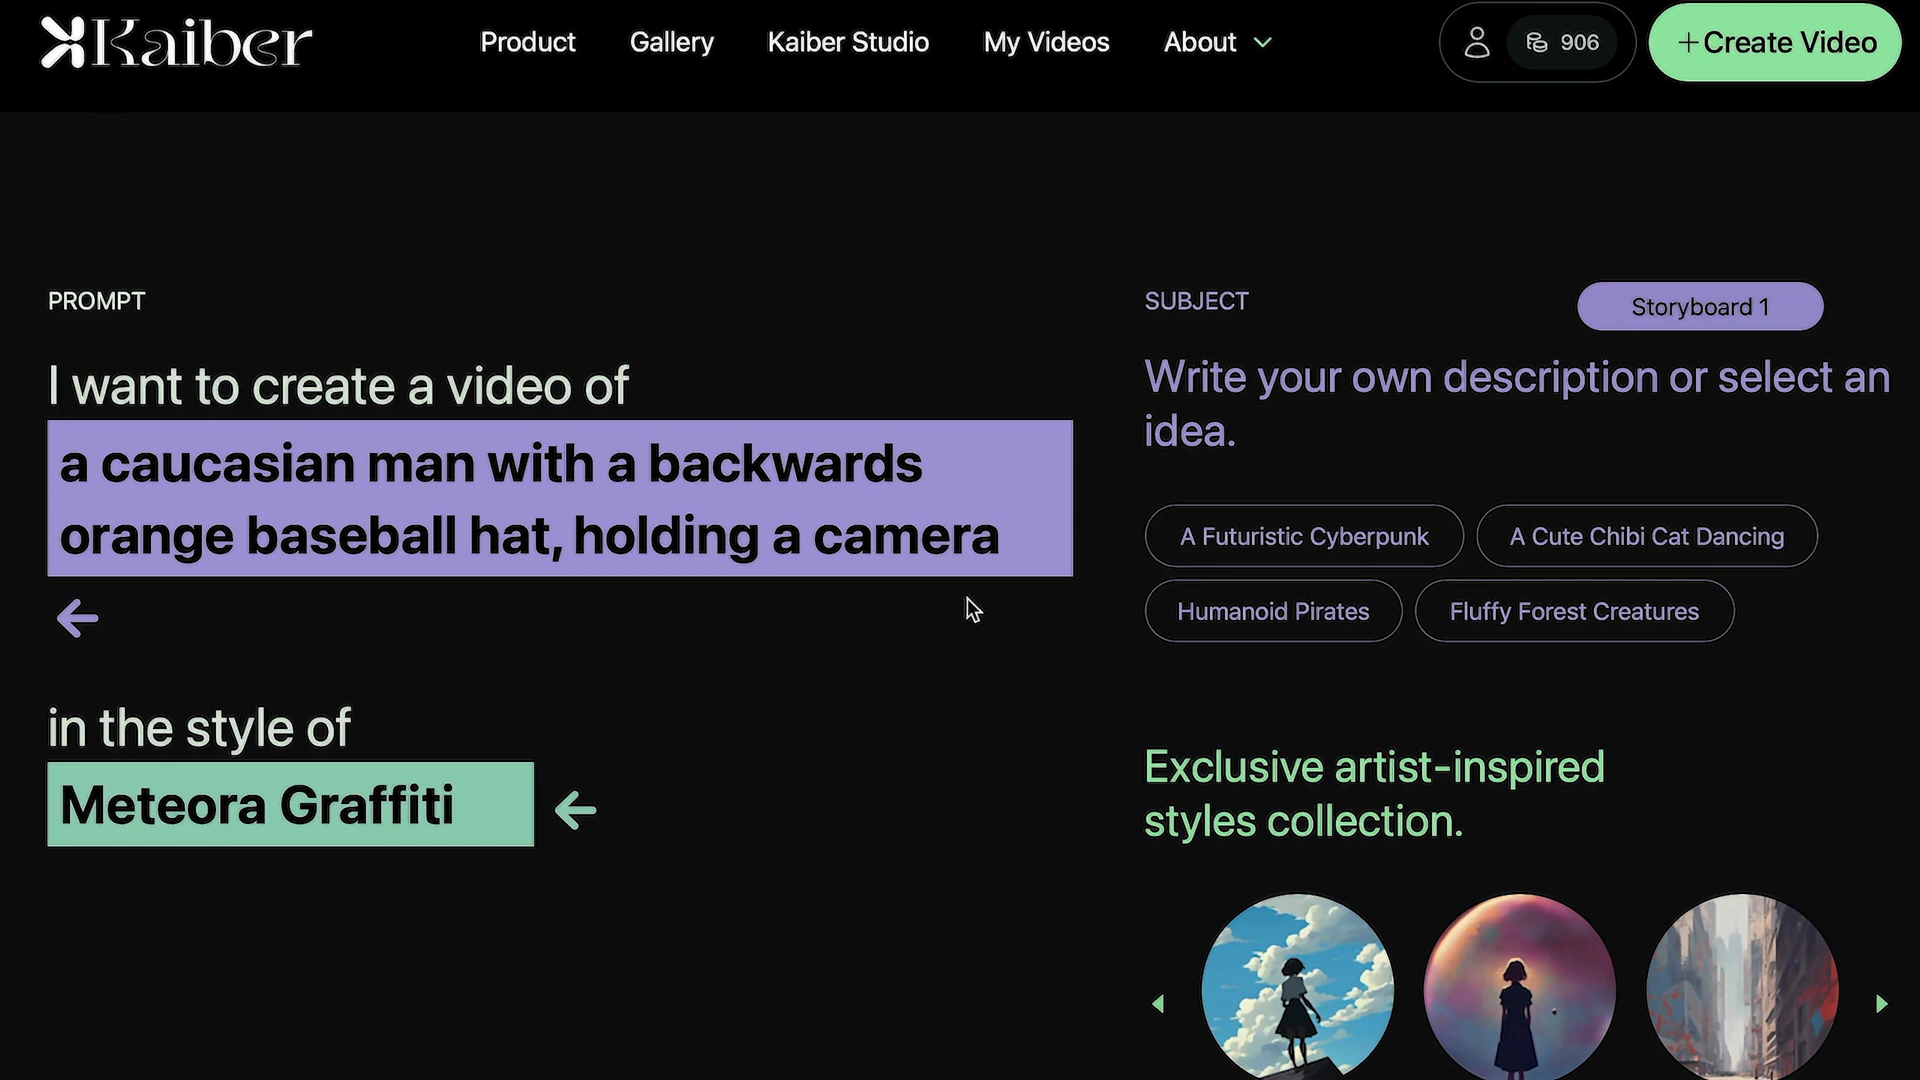 Kaiber
Product
Gallery
Kaiber Studio
My Videos
About
906
+Create Video
PROMPT
I want to create a video of
a caucasian man with a backwards
orange baseball hat, holding a camera
in the style of
Meteora Graffiti
SUBJECT
Storyboard 1
Write your own description or select an
idea.
A Futuristic Cyberpunk
A Cute Chibi Cat Dancing
Humanoid Pirates
Fluffy Forest Creatures
Exclusive artist-inspired
styles collection.